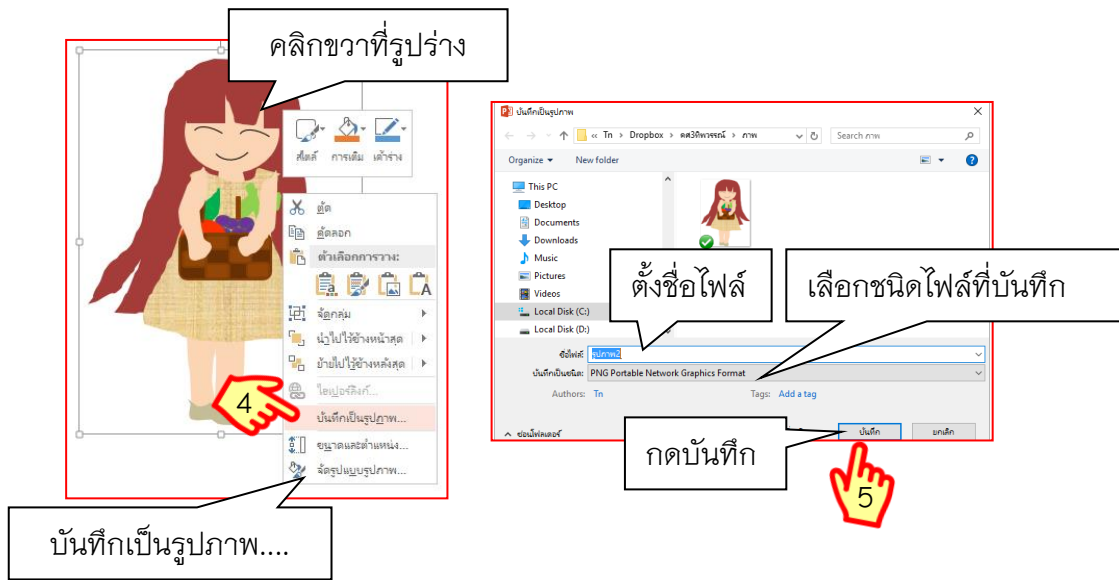 คลิกขวาที่รูปร่าง
สไตล์ การเติม เค้าร่าง
ตัด
คัดลอก
ตัวเลือกการวาง:
จัดกลุ่ม
นำไปไว้ข้างหน้าสุด
ย้ายไปไว้ข้างหลังสุด
ไฮเปอร์ลิงก์...
4
บันทึกเป็นรูปภาพ...
ขนาดและตำแหน่ง...
จัดรูปแบบรูปภาพ...
บันทึกเป็นรูปภาพ....
บันทึกเป็นรูปภาพ
« Tn › Dropbox › คศ3ทิพวรรณ์ › ภาพ
Search ภาพ
Organize New folder
This PC
Desktop
Documents
Downloads
Music
Pictures
Videos
Local Disk (C:)
Local Disk (D:)
ตั้งชื่อไฟล์
เลือกชนิดไฟล์ที่บันทึก
ชื่อไฟล์: รูปภาพ2
บันทึกเป็นชนิด: PNG Portable Network Graphics Format
Authors: Tn Tags: Add a tag
ซ่อนโฟลเดอร์
บันทึก ยกเลิก
กดบันทึก
5